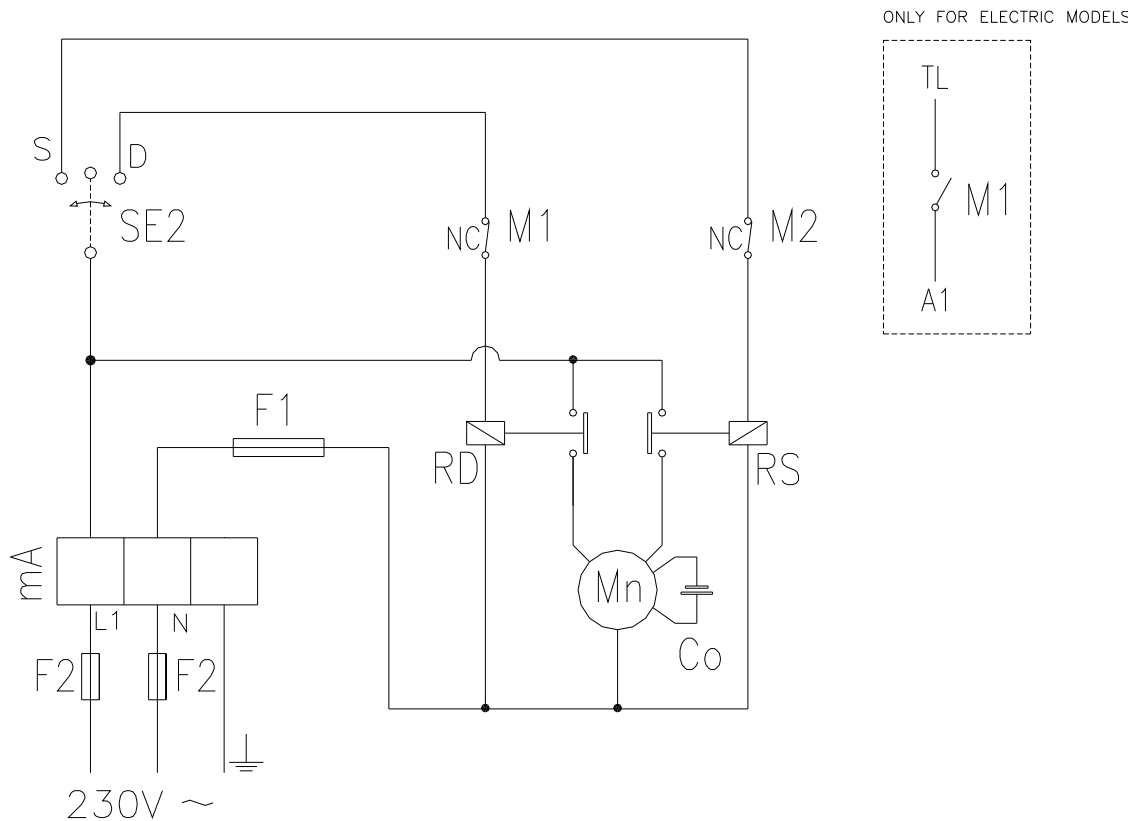 ONLY FOR ELECTRIC MODELS
TL
M1
A1
S
D
SE2
NC
M1
NC
M2
F1
RD
RS
mA
L1
N
Mn
Co
F2
F2
230V ~